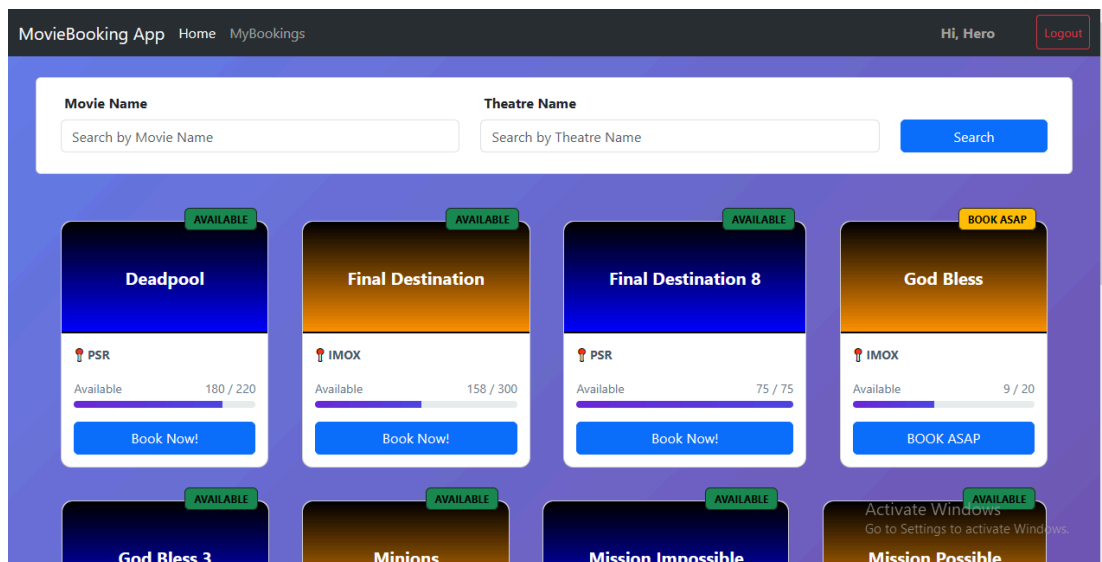 MovieBooking App Home MyBookings Hi, Hero Logout
Movie Name Theatre Name
Search by Movie Name Search by Theatre Name Search
AVAILABLE AVAILABLE AVAILABLE BOOK ASAP
Deadpool Final Destination Final Destination 8 God Bless
PSR IMOX PSR IMOX
Available 180 / 220 Available 158 / 300 Available 75 / 75 Available 9 / 20
Book Now! Book Now! Book Now! BOOK ASAP
AVAILABLE AVAILABLE AVAILABLE AVAILABLE
Activate Windows
Go to Settings to activate Windows.
God Bless 3 Minions Mission Impossible Mission Possible